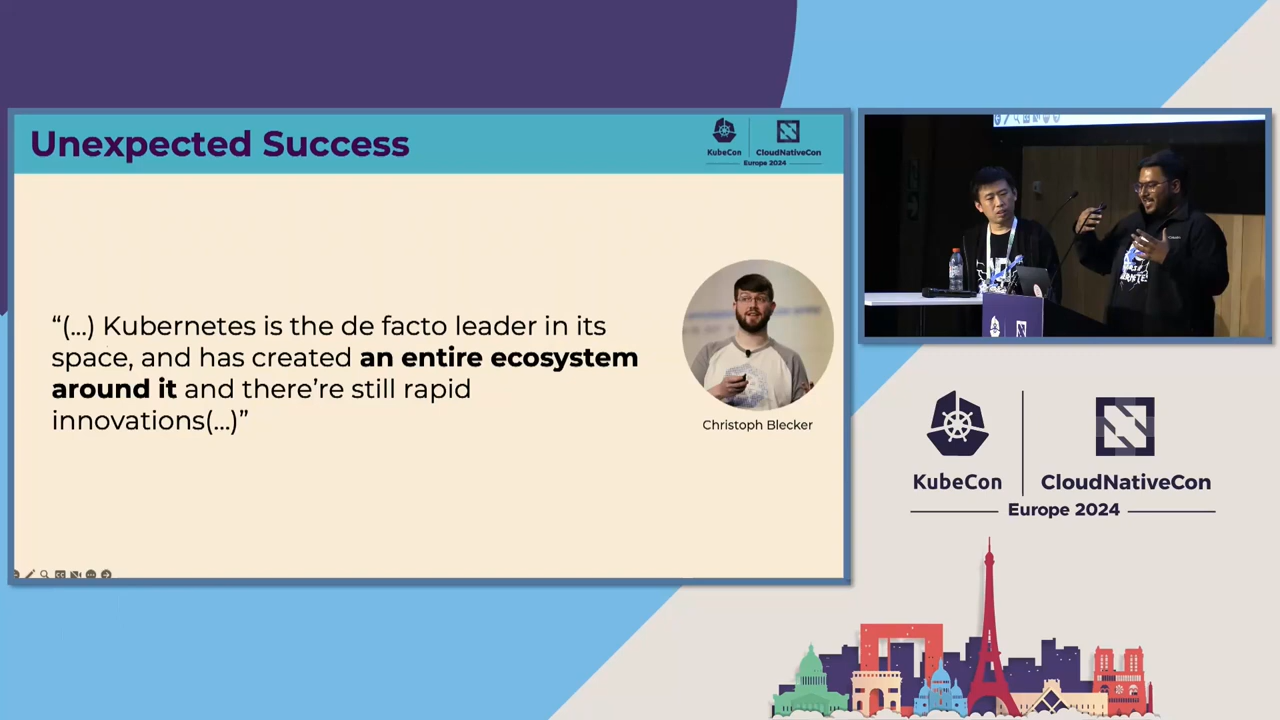 Unexpected Success
KubeCon
CloudNativeCon
Europe 2024
“(...) Kubernetes is the de facto leader in its
space, and has created an entire ecosystem
around it and there’re still rapid
innovations(...)”
Christoph Blecker
KubeCon
CloudNativeCon
Europe 2024